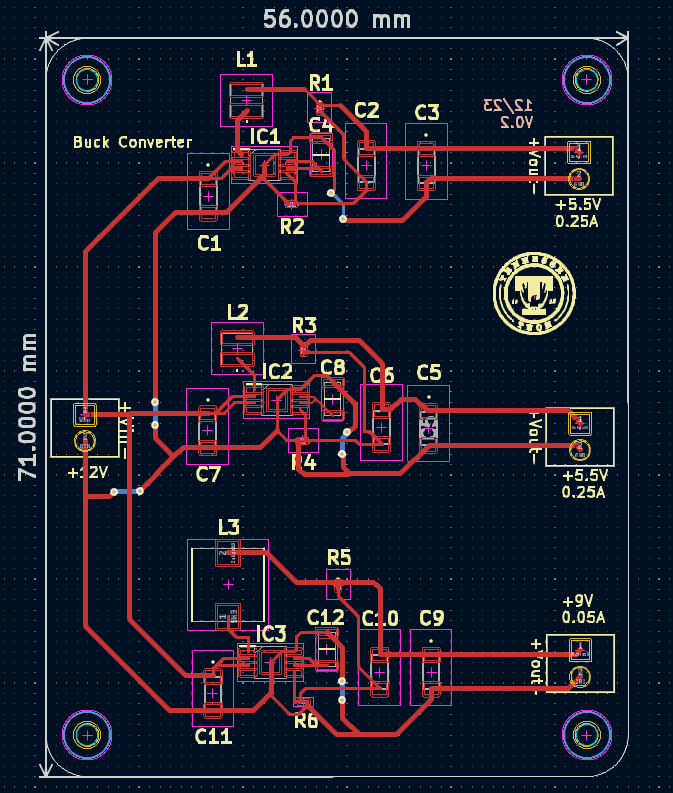 56.0000 mm
L1
R1
C2
C3
12/23
V0.2
Buck Converter
IC1
C4
+Vout-
R2
+5.5V
0.25A
C1
TENNESSEE
T
TECH
71.0000 mm
L2
R3
IC2
C8
C6
C5
+Vout-
R4
C7
+12V
+5.5V
0.25A
L3
R5
+9V
0.05A
IC3
C12
C10
C9
+Vout-
R6
C11